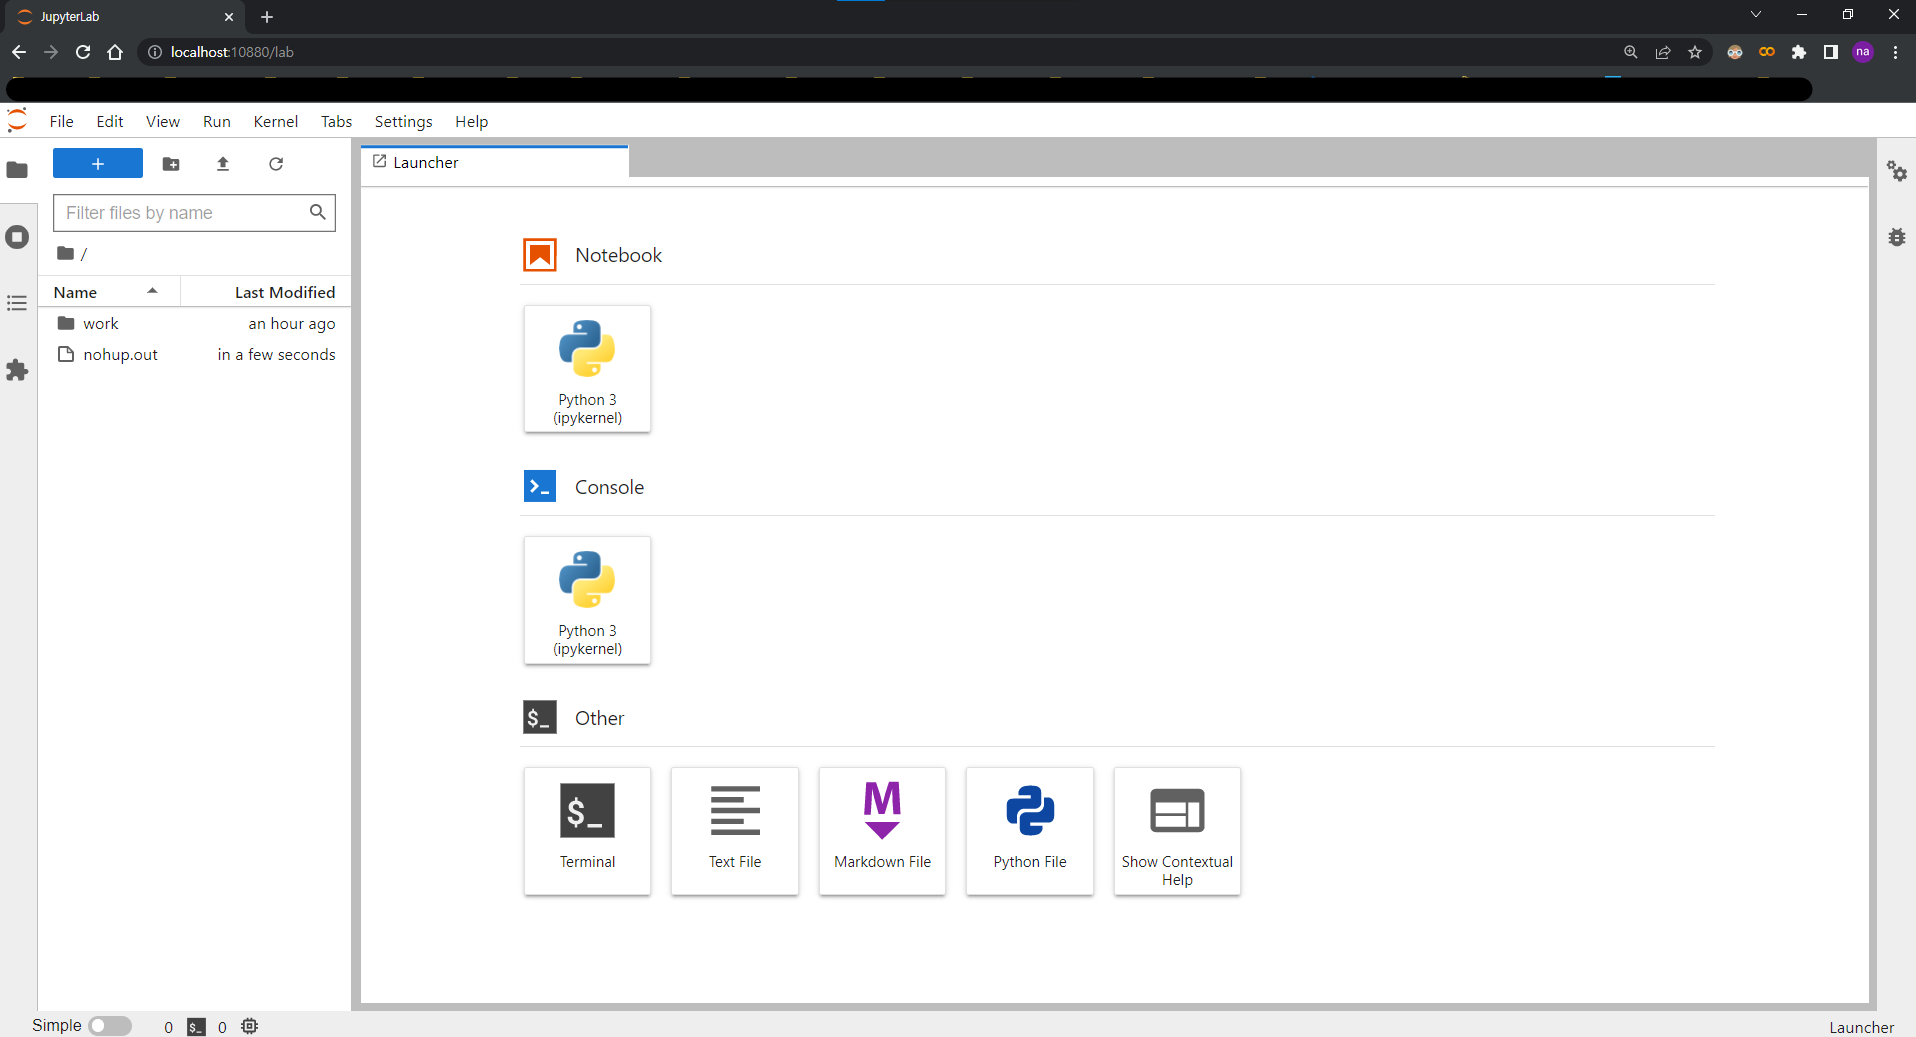 JupyterLab
localhost:10880/lab
na
File Edit View Run Kernel Tabs Settings Help
Launcher
Filter files by name
/
Name Last Modified
work an hour ago
nohup.out in a few seconds
Notebook
Python 3
(ipykernel)
Console
>_
Python 3
(ipykernel)
$_ Other
$_
Terminal
Text File
M
Markdown File
Python File
Show Contextual
Help
Simple 0 $_ 0 Launcher